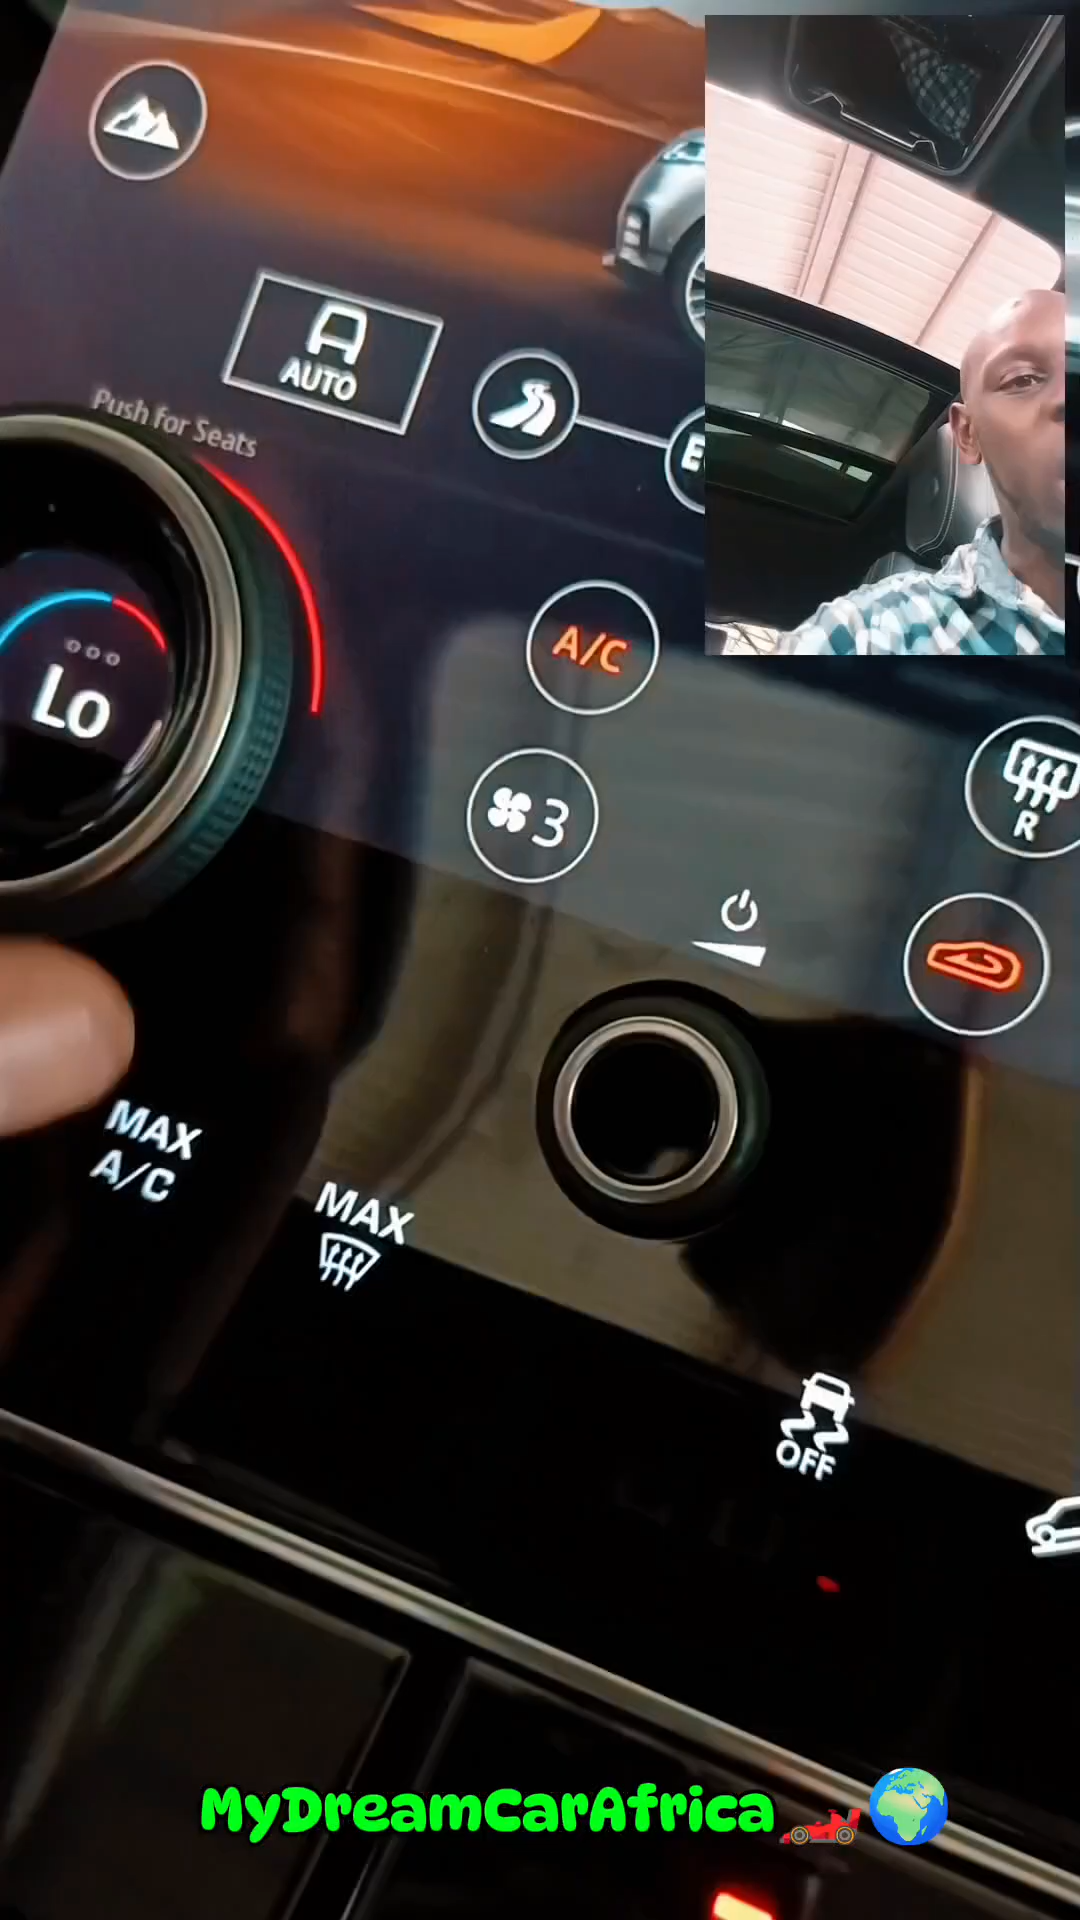 AUTO
Push for Seats
E
A/C
Lo
3
R
MAX
A/C
MAX
OFF
MyDreamCarAfrica